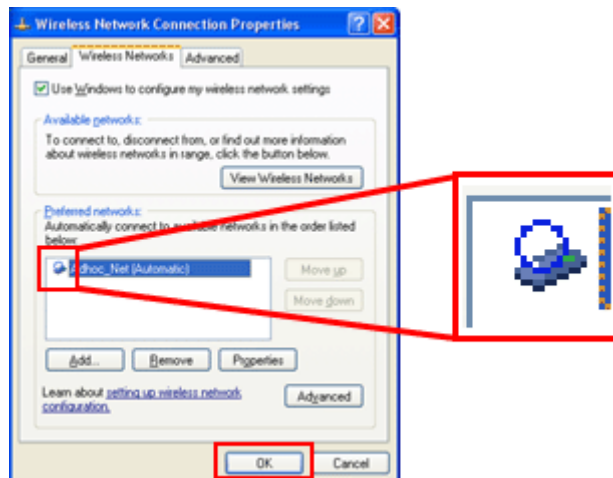 Wireless Network Connection Properties
General Wireless Networks Advanced
Use Windows to configure my wireless network settings
Available networks:
To connect to, disconnect from, or find out more information
about wireless networks in range, click the button below.
View Wireless Networks
Preferred networks:
Automatically connect to available networks in the order listed
below:
Adhoc_Net (Automatic)
Move up
Move down
Add... Remove Properties
Learn about setting up wireless network
configuration.
Advanced
OK Cancel